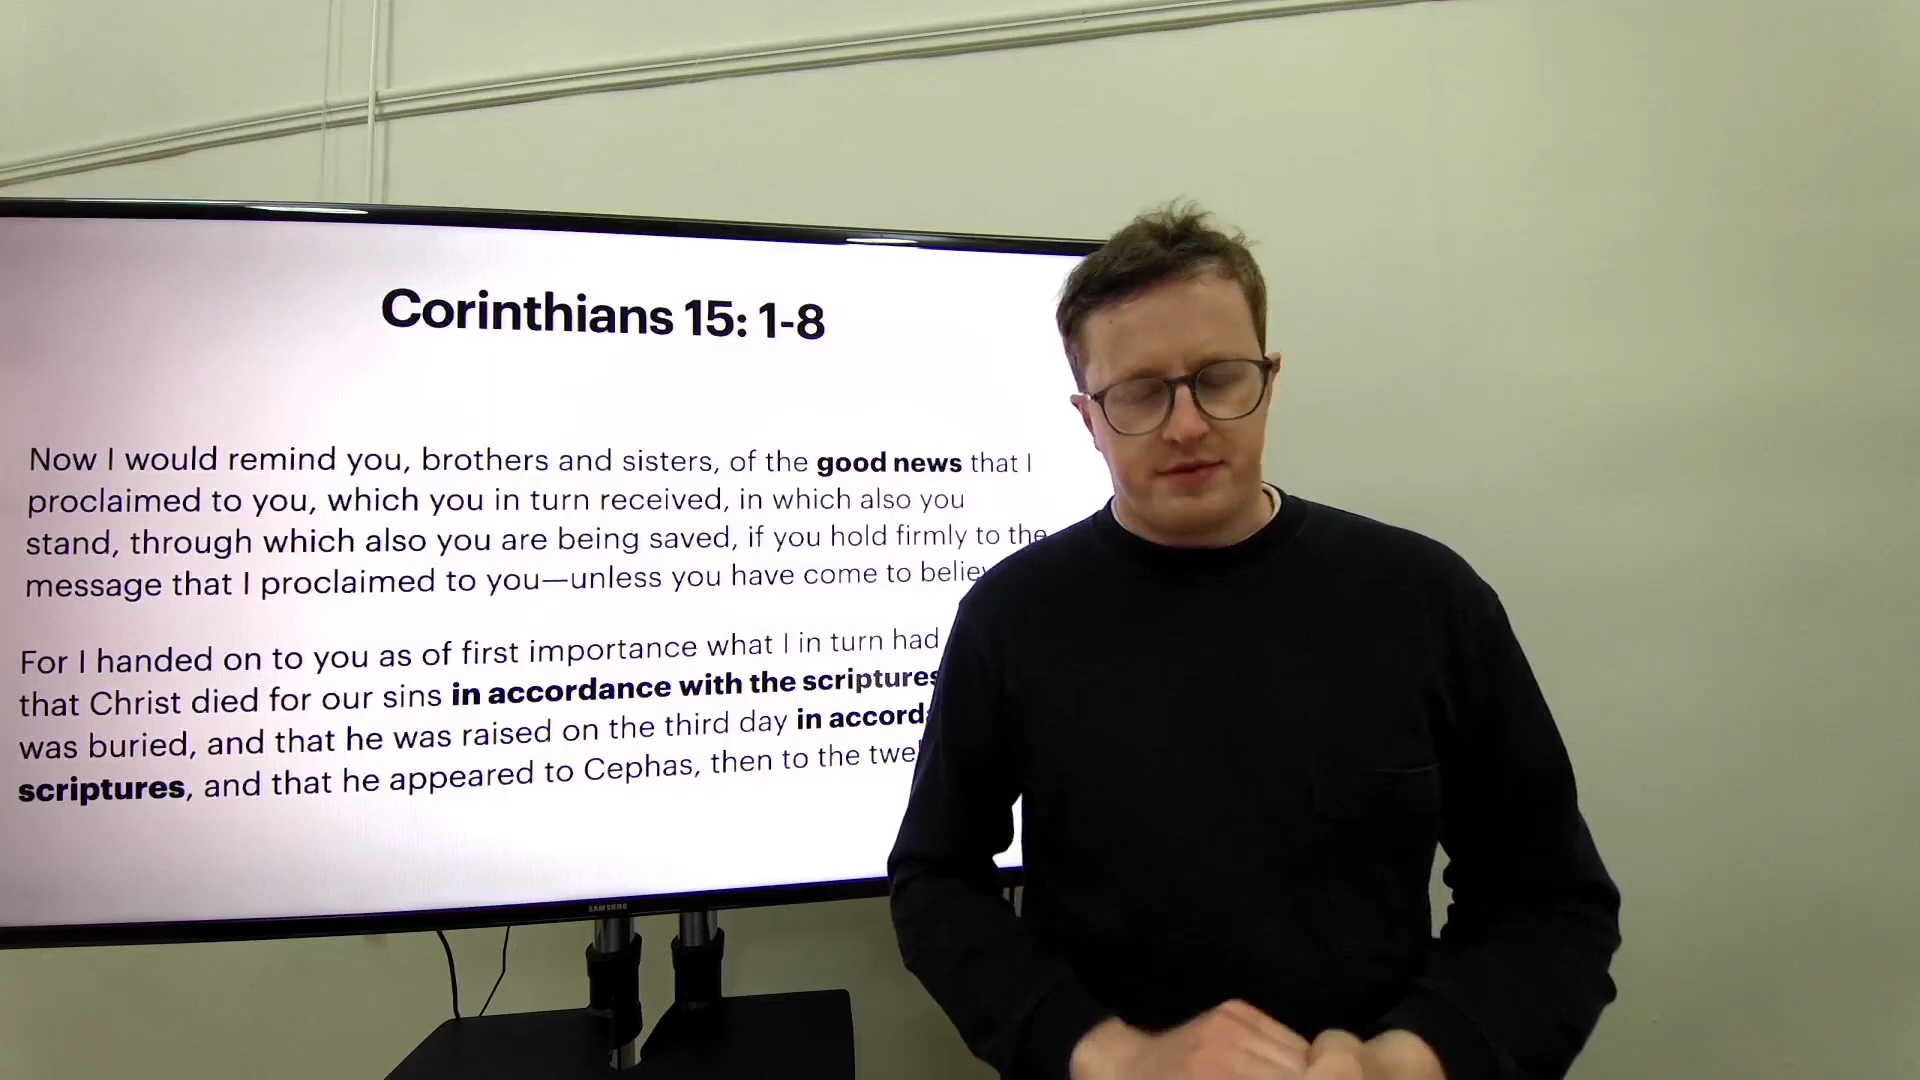 Corinthians 15: 1-8
Now I would remind you, brothers and sisters, of the good news that I
proclaimed to you, which you in turn received, in which also you
stand, through which also you are being saved, if you hold firmly to the
message that I proclaimed to you—unless you have come to
For I handed on to you as of first importance what I in turn had
that Christ died for our sins in accordance with the scriptures
was buried, and that he was raised on the third day in
scriptures, and that he appeared to Cephas, then to the
SAMSUNG